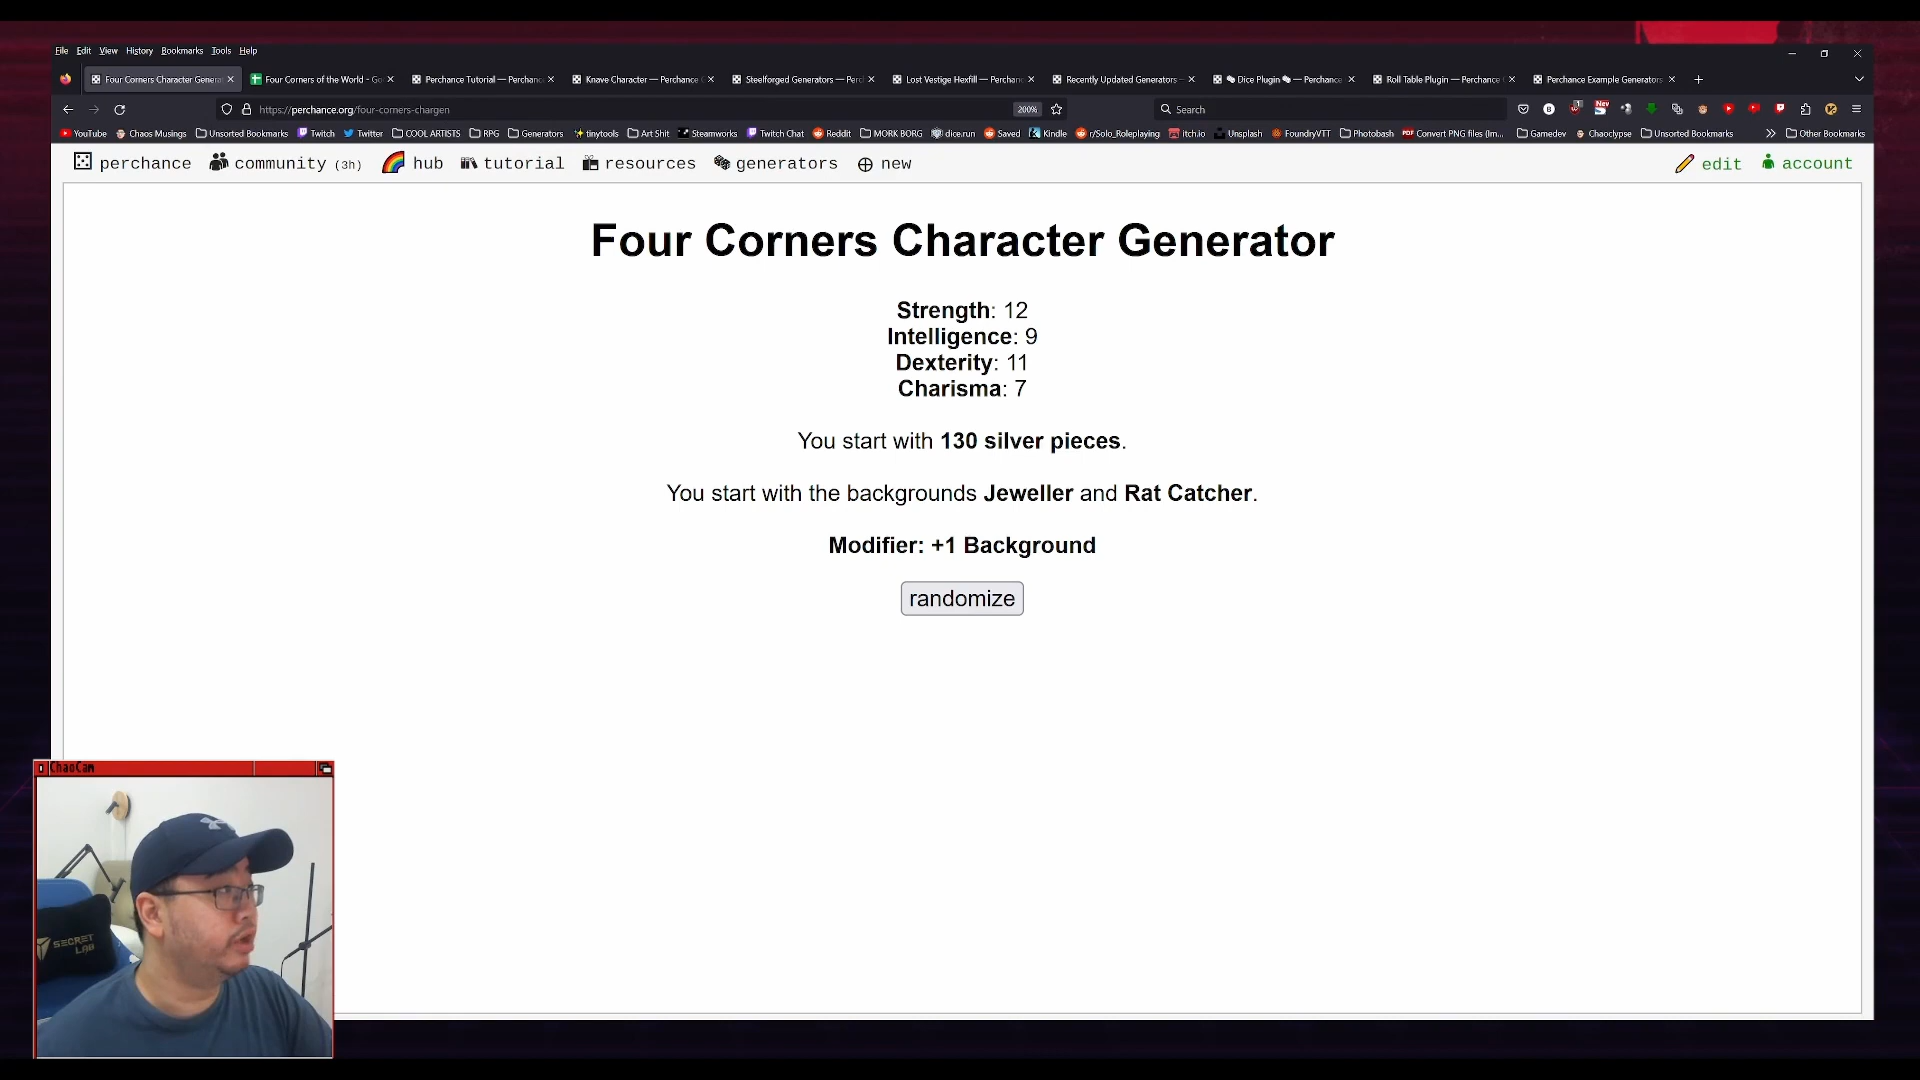 File Edit View History Bookmarks Tools Help
Four Corners Character Genera Four Corners of the World - Go Perchance Tutorial — Perchanc Knave Character — Perchance Steelforged Generators — Perc Lost Vestige Hexfill — Perchan Recently Updated Generators — Dice Plugin — Perchance Roll Table Plugin — Perchance Perchance Example Generators
https://perchance.org/four-corners-chargen 200% Search New
YouTube Chaos Musings Unsorted Bookmarks Twitch Twitter COOL ARTISTS RPG Generators tinytools Art Shit Steamworks Twitch Chat Reddit MORK BORG dice.run Saved Kindle r/Solo_Roleplaying itch.io Unsplash FoundryVTT Photobash Convert PNG files (Im... Gamedev Chaoclypse Unsorted Bookmarks Other Bookmarks
perchance community (3h) hub tutorial resources generators new edit account
Four Corners Character Generator
Strength: 12
Intelligence: 9
Dexterity: 11
Charisma: 7
You start with 130 silver pieces.
You start with the backgrounds Jeweller and Rat Catcher.
Modifier: +1 Background
randomize
ChaoCam
SECRET
LAB